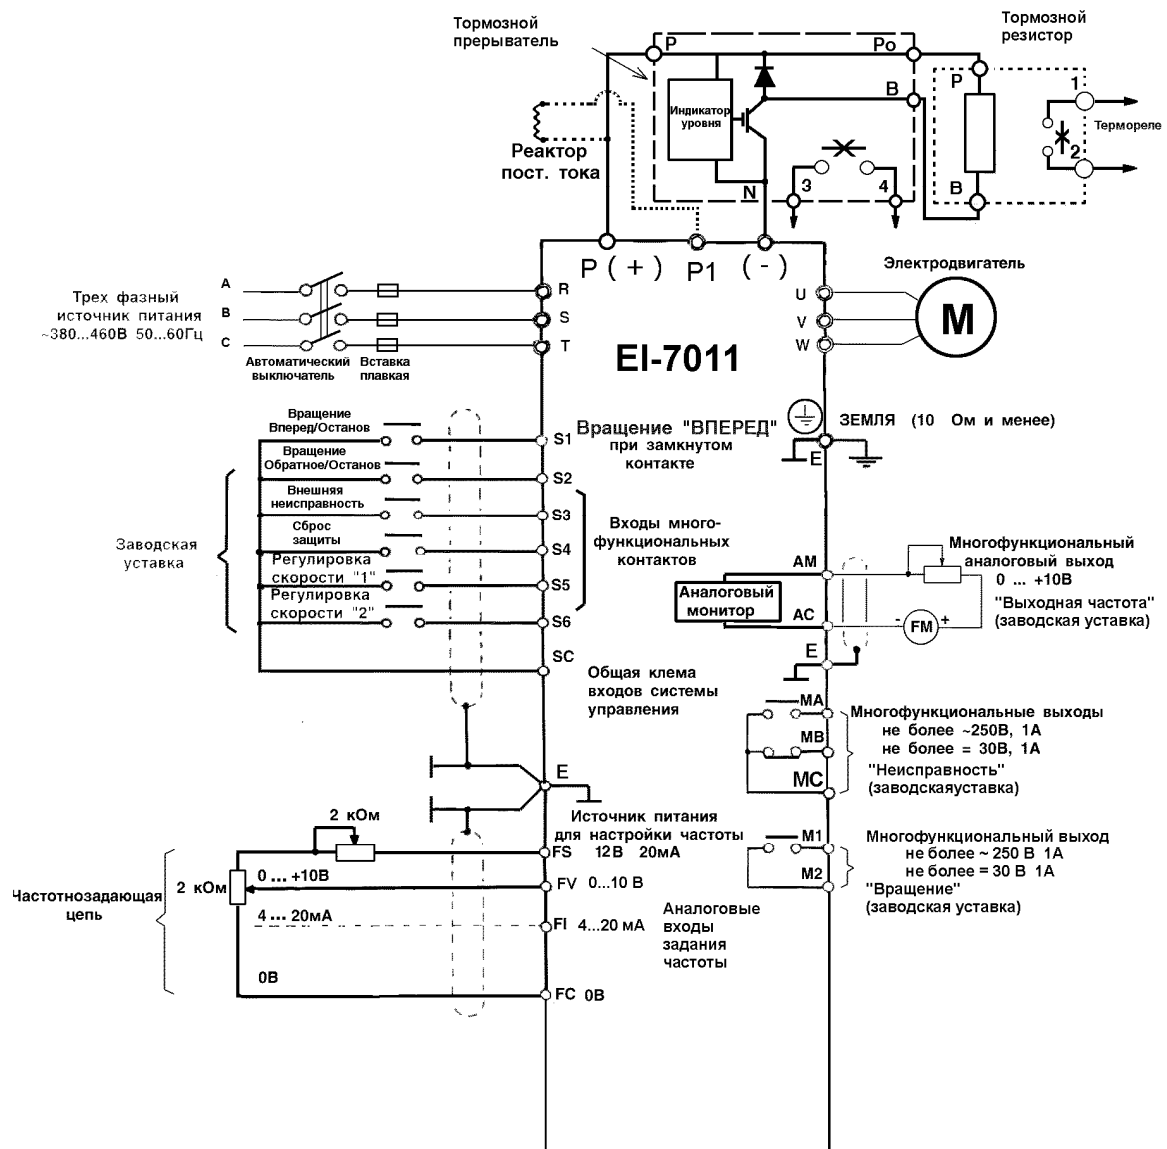 Тормозной
прерыватель
Тормозной
резистор
P
Po
B
Индикатор
уровня
N
3
4
P
B
1
2
Термореле
Реактор
пост. тока
P (+)
P1
(-)
Трех фазный
источник питания
~380...460В 50...60Гц
A
B
C
Автоматический
выключатель
Вставка
плавкая
R
S
T
EI-7011
U
V
W
Электродвигатель
M
Вращение
Вперед/Останов
S1
Вращение "ВПЕРЕД"
при замкнутом
контакте
ЗЕМЛЯ (10 Ом и менее)
E
Вращение
Обратное/Останов
S2
Внешняя
неисправность
S3
Сброс
защиты
S4
Регулировка
скорости "1"
S5
Регулировка
скорости "2"
S6
SC
Заводская
уставка
Входы много-
функциональных
контактов
Общая клема
входов системы
управления
AM
Аналоговый
монитор
AC
E
Многофункциональный
аналоговый выход
0 ... +10В
"Выходная частота"
(заводская уставка)
- FM +
MA
MB
MC
Многофункциональные выходы
не более ~250В, 1А
не более = 30В, 1А
"Неисправность"
(заводскаяуставка)
E
M1
M2
Многофункциональный выход
не более ~ 250 В 1А
не более = 30 В 1А
"Вращение"
(заводская уставка)
Источник питания
для настройки частоты
FS 12В 20мА
2 кОм
2 кОм
0 ... +10В
FV 0...10 В
4 ... 20мА
FI 4...20 мА
0В
FC 0В
Частотнозадающая
цепь
Аналоговые
входы
задания
частоты